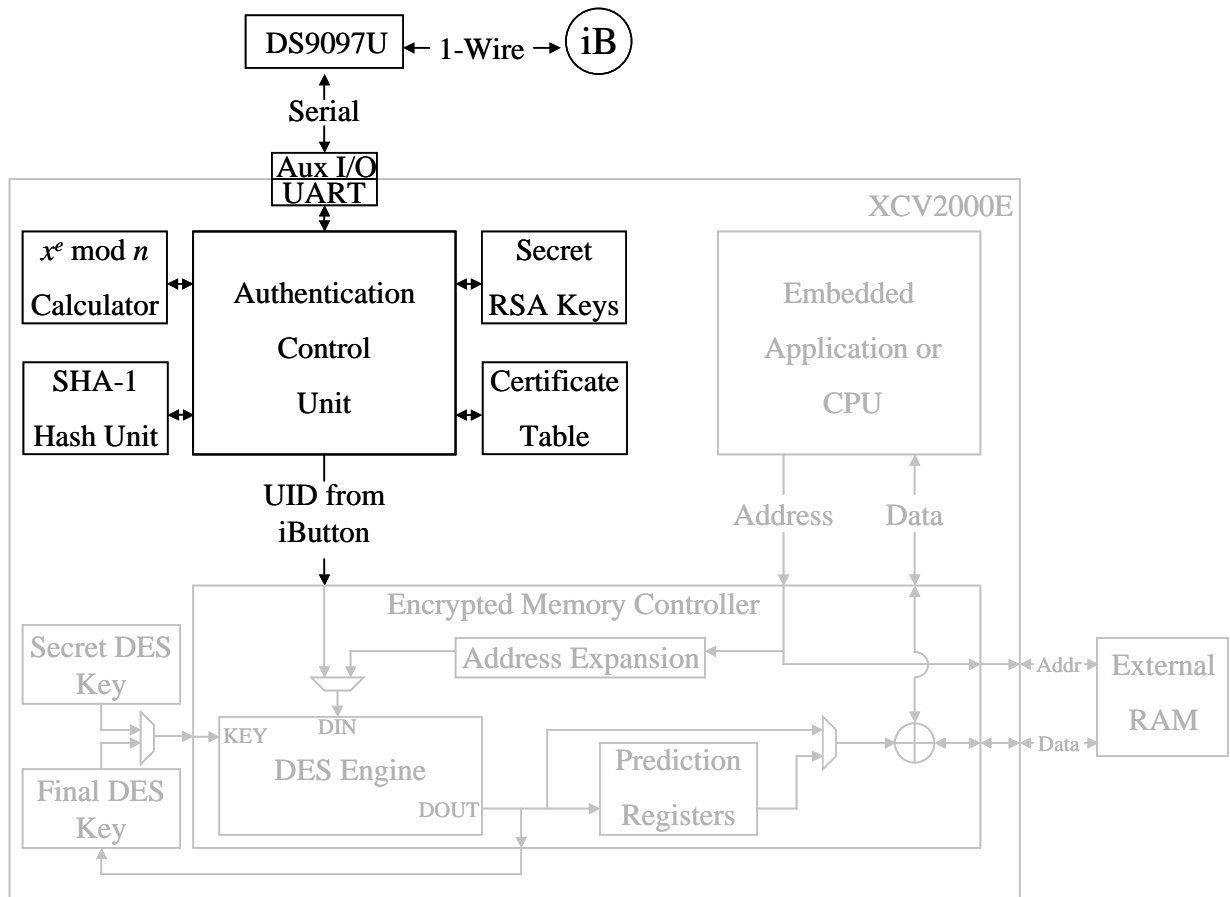 DS9097U
1-Wire
iB
Serial
Aux I/O
UART
XCV2000E
x^e mod n
Calculator
Authentication
Control
Unit
Secret
RSA Keys
SHA-1
Hash Unit
Certificate
Table
Embedded
Application or
CPU
UID from
iButton
Address
Data
Encrypted Memory Controller
Secret DES
Key
Address Expansion
Addr
External
RAM
Data
KEY
DIN
DES Engine
DOUT
Prediction
Registers
Final DES
Key